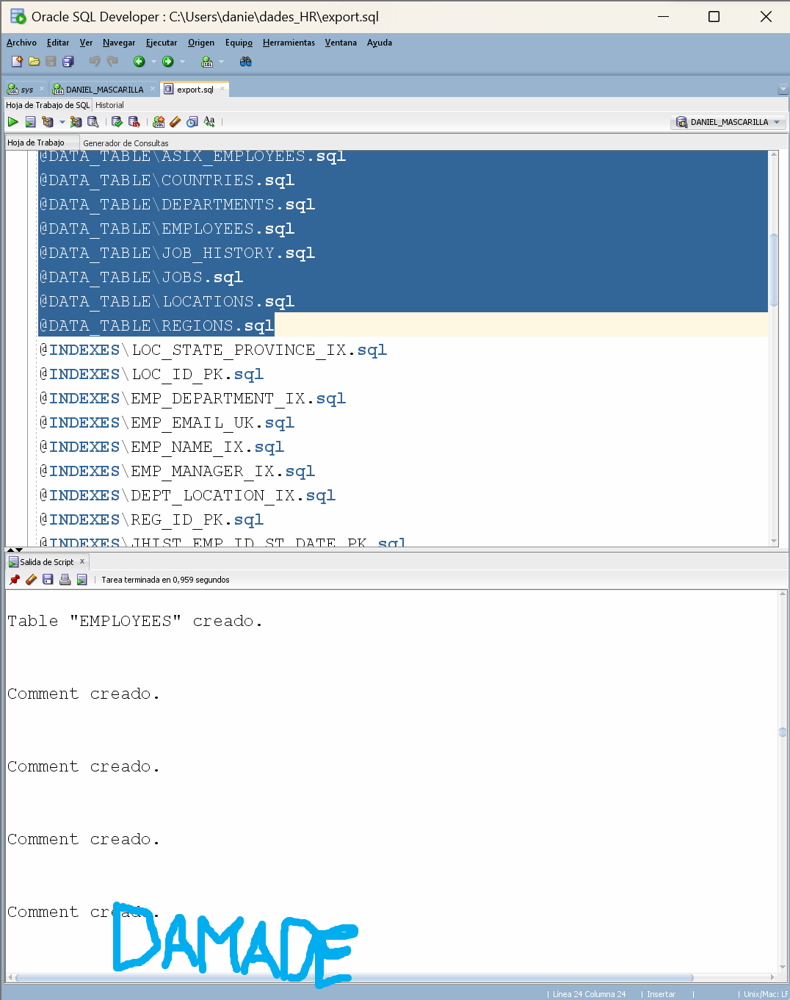 Oracle SQL Developer : C:\Users\danie\dades_HR\export.sql
Archivo Editar Ver Navegar Ejecutar Origen Equipo Herramientas Ventana Ayuda
sys DANIEL_MASCARILLA export.sql
Hoja de Trabajo de SQL Historial
DANIEL_MASCARILLA
Hoja de Trabajo Generador de Consultas
@DATA_TABLE\ASIX_EMPLOYEES.sql
@DATA_TABLE\COUNTRIES.sql
@DATA_TABLE\DEPARTMENTS.sql
@DATA_TABLE\EMPLOYEES.sql
@DATA_TABLE\JOB_HISTORY.sql
@DATA_TABLE\JOBS.sql
@DATA_TABLE\LOCATIONS.sql
@DATA_TABLE\REGIONS.sql
@INDEXES\LOC_STATE_PROVINCE_IX.sql
@INDEXES\LOC_ID_PK.sql
@INDEXES\EMP_DEPARTMENT_IX.sql
@INDEXES\EMP_EMAIL_UK.sql
@INDEXES\EMP_NAME_IX.sql
@INDEXES\EMP_MANAGER_IX.sql
@INDEXES\DEPT_LOCATION_IX.sql
@INDEXES\REG_ID_PK.sql
@INDEXES\JHIST_EMP_ID_ST_DATE_PK.sql
Salida de Script
Tarea terminada en 0,959 segundos
Table "EMPLOYEES" creado.
Comment creado.
Comment creado.
Comment creado.
Comment creado.
DAMADE
Línea 24 Columna 24 | Insertar | Unix/Mac: LF